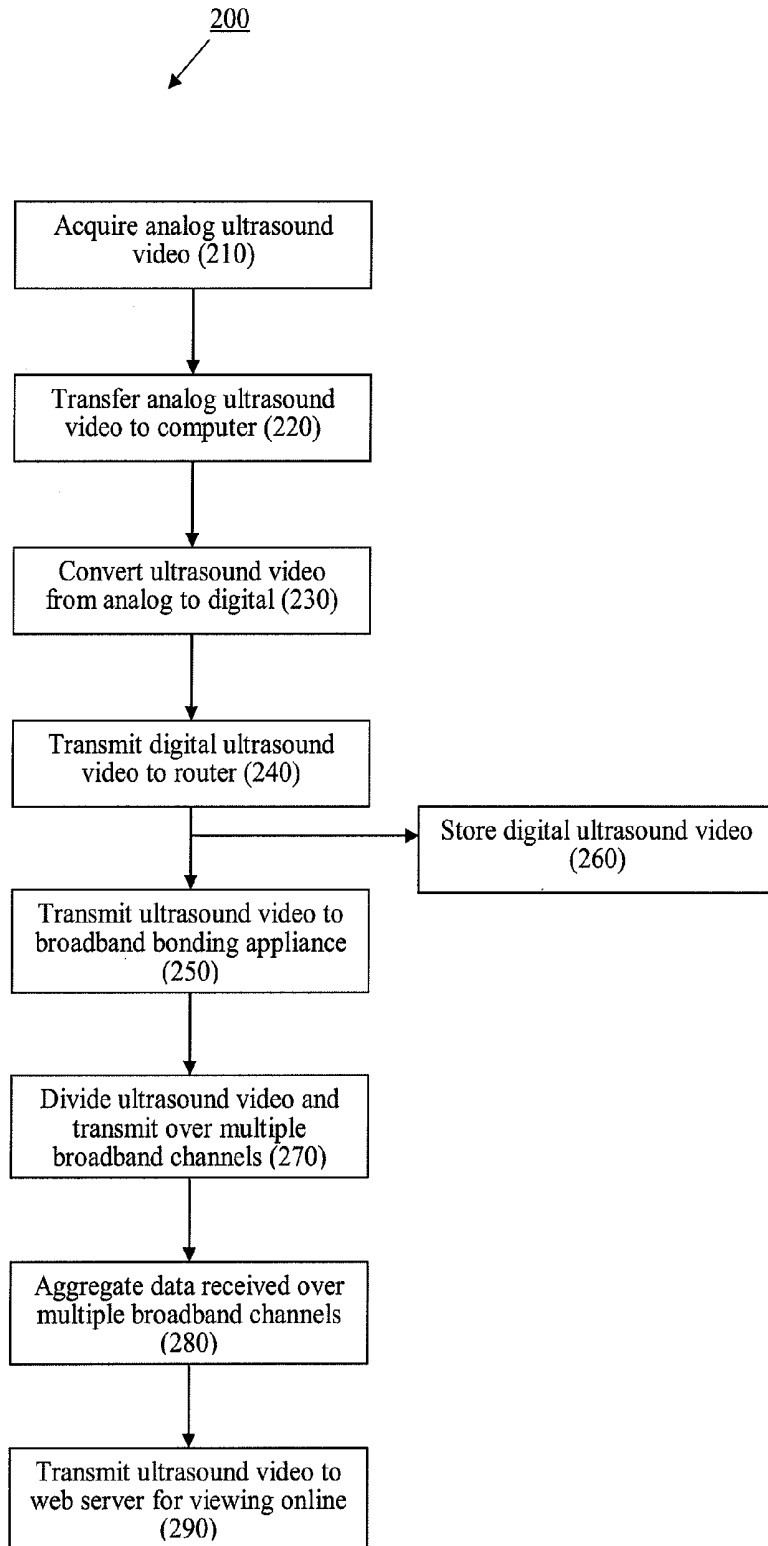 200
Acquire analog ultrasound
video (210)
Transfer analog ultrasound
video to computer (220)
Convert ultrasound video
from analog to digital (230)
Transmit digital ultrasound
video to router (240)
Store digital ultrasound video
(260)
Transmit ultrasound video to
broadband bonding appliance
(250)
Divide ultrasound video and
transmit over multiple
broadband channels (270)
Aggregate data received over
multiple broadband channels
(280)
Transmit ultrasound video to
web server for viewing online
(290)